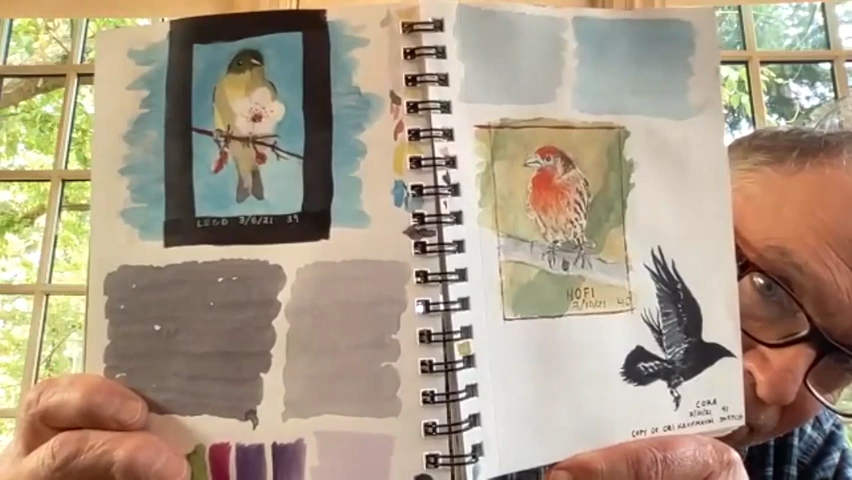 LEGO 3/6/21 39
HOFI
3/10/21 40
CORA
3/10/21 41
COPY OF OBI KAUFMANN SKETCH